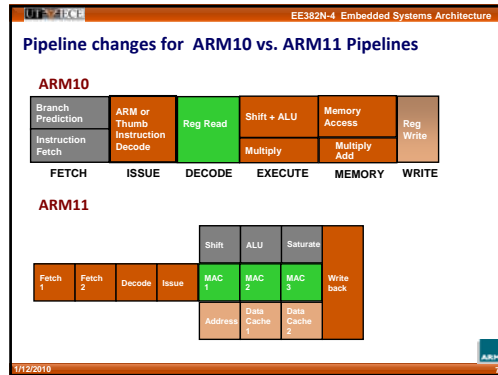 UT ECE
EE382N-4 Embedded Systems Architecture
Pipeline changes for ARM10 vs. ARM11 Pipelines
ARM10
Branch
Prediction
Instruction
Fetch
ARM or
Thumb
Instruction
Decode
Reg Read
Shift + ALU
Multiply
Memory
Access
Multiply
Add
Reg
Write
FETCH ISSUE DECODE EXECUTE MEMORY WRITE
ARM11
Shift ALU Saturate
Fetch
1
Fetch
2
Decode
Issue
MAC
1
MAC
2
MAC
3
Write
back
Address
Data
Cache
1
Data
Cache
2
1/12/2010
ARM